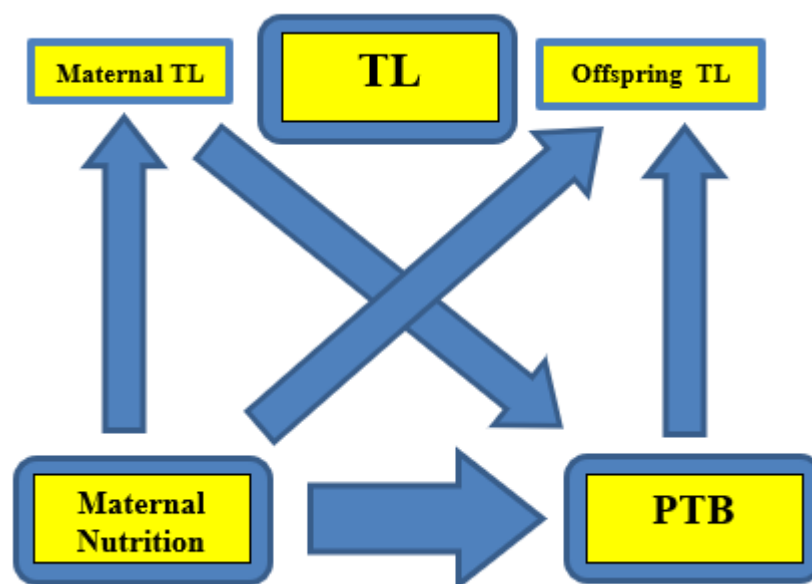 Maternal TL
TL
Offspring TL
Maternal
Nutrition
PTB